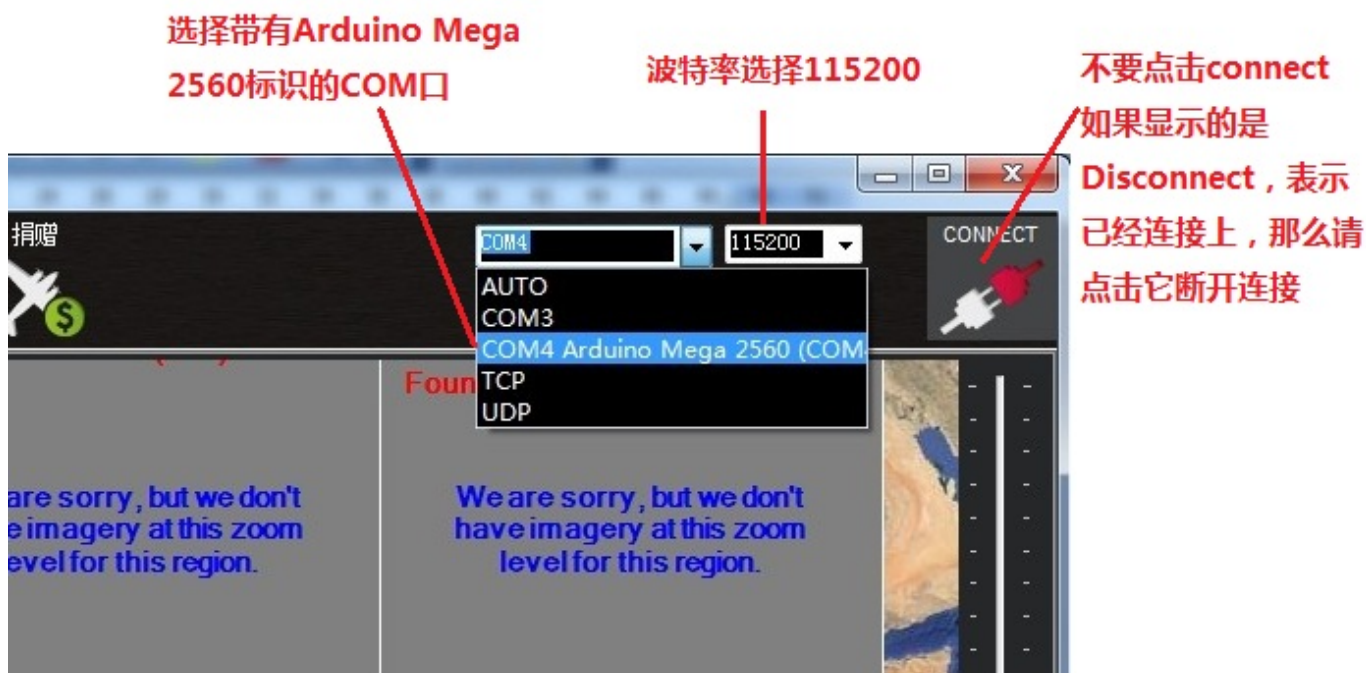 选择带有Arduino Mega
2560标识的COM口
波特率选择115200
不要点击connect
如果显示的是
Disconnect，表示
已经连接上，那么请
点击它断开连接
捐赠
COM4
115200
CONNECT
AUTO
COM3
COM4 Arduino Mega 2560 (COM
TCP
UDP
Foun
are sorry, but we don't
e imagery at this zoom
evel for this region.
We are sorry, but we don't
have imagery at this zoom
level for this region.